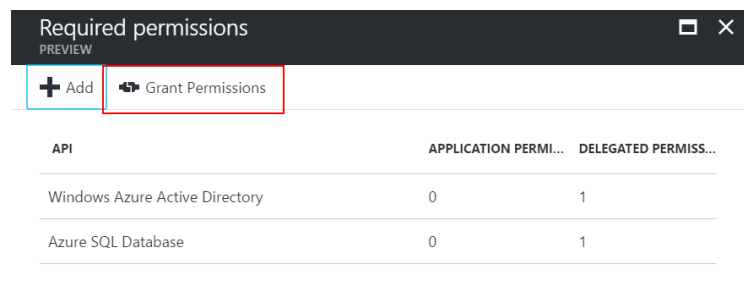 Required permissions
PREVIEW
Add Grant Permissions
API APPLICATION PERMI... DELEGATED PERMISS...
Windows Azure Active Directory 0 1
Azure SQL Database 0 1